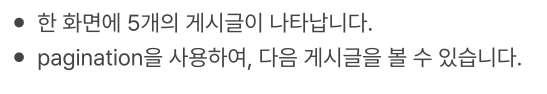 • 한 화면에 5개의 게시글이 나타납니다.
• pagination을 사용하여, 다음 게시글을 볼 수 있습니다.